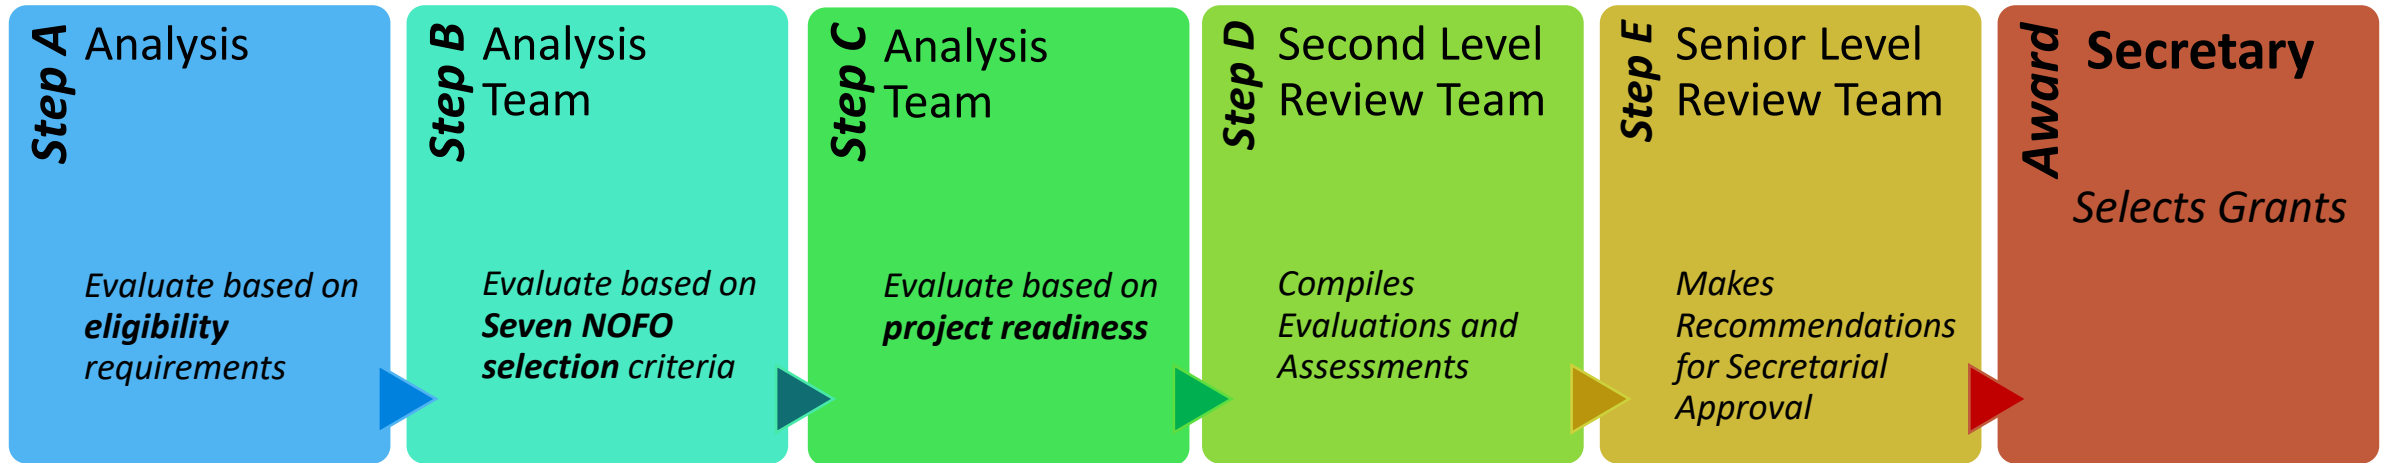 Step A
Analysis
Evaluate based on
eligibility
requirements
Step B
Analysis
Team
Evaluate based on
Seven NOFO
selection criteria
Step C
Analysis
Team
Evaluate based on
project readiness
Step D
Second Level
Review Team
Compiles
Evaluations and
Assessments
Step E
Senior Level
Review Team
Makes
Recommendations
for Secretarial
Approval
Award
Secretary
Selects Grants